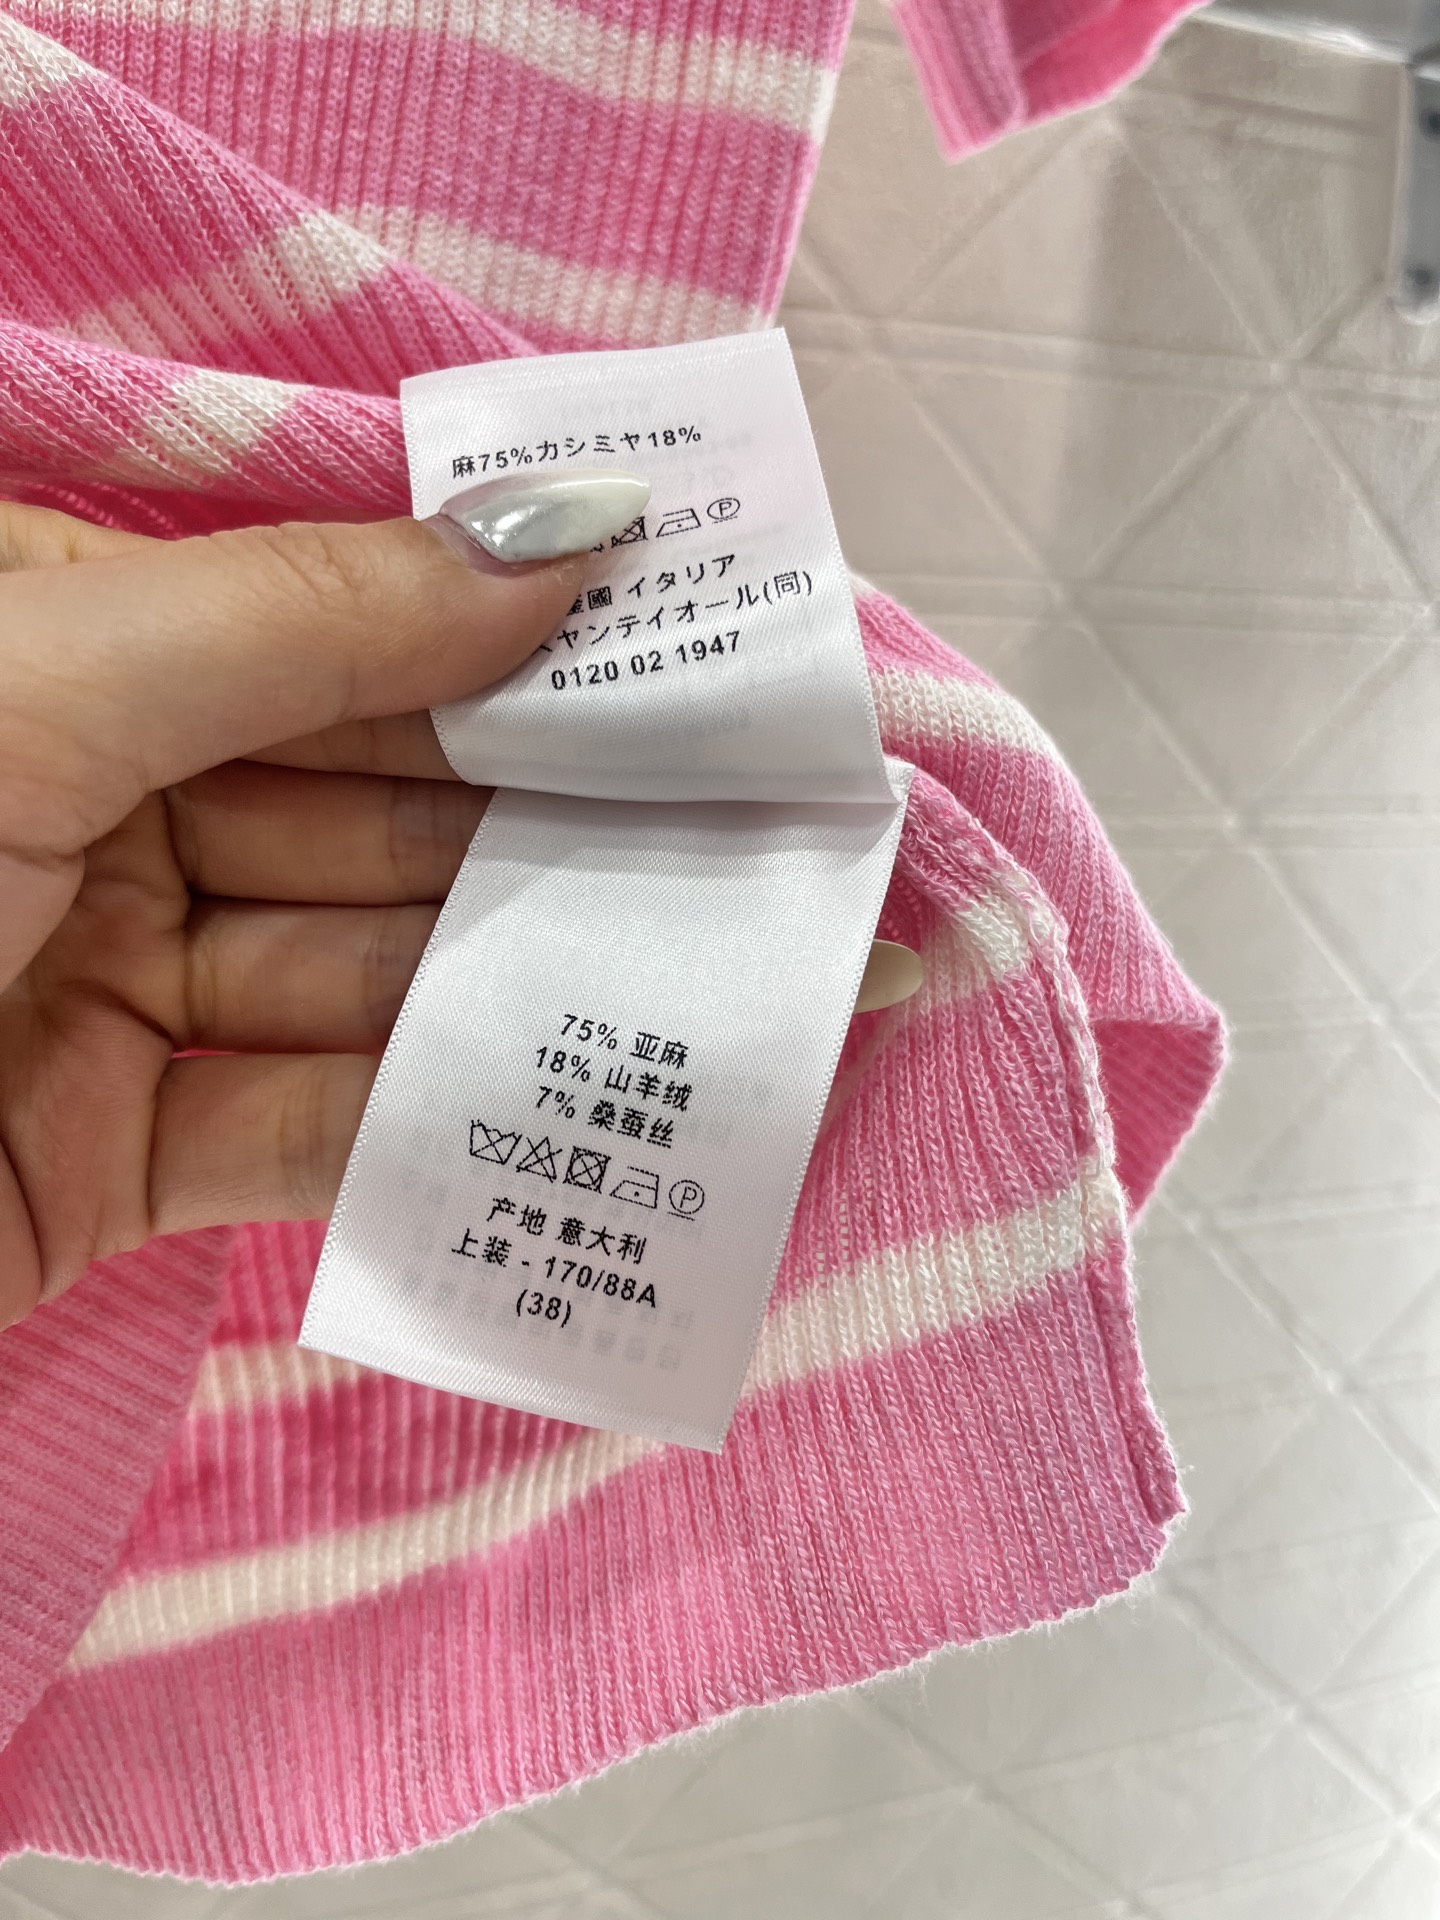 麻75%カシミヤ18%
國 イタリア
ヤンテイオール(同)
0120 02 1947
75% 亚麻
18% 山羊绒
7% 桑蚕丝
P
产地 意大利
上装 - 170/88A
(38)